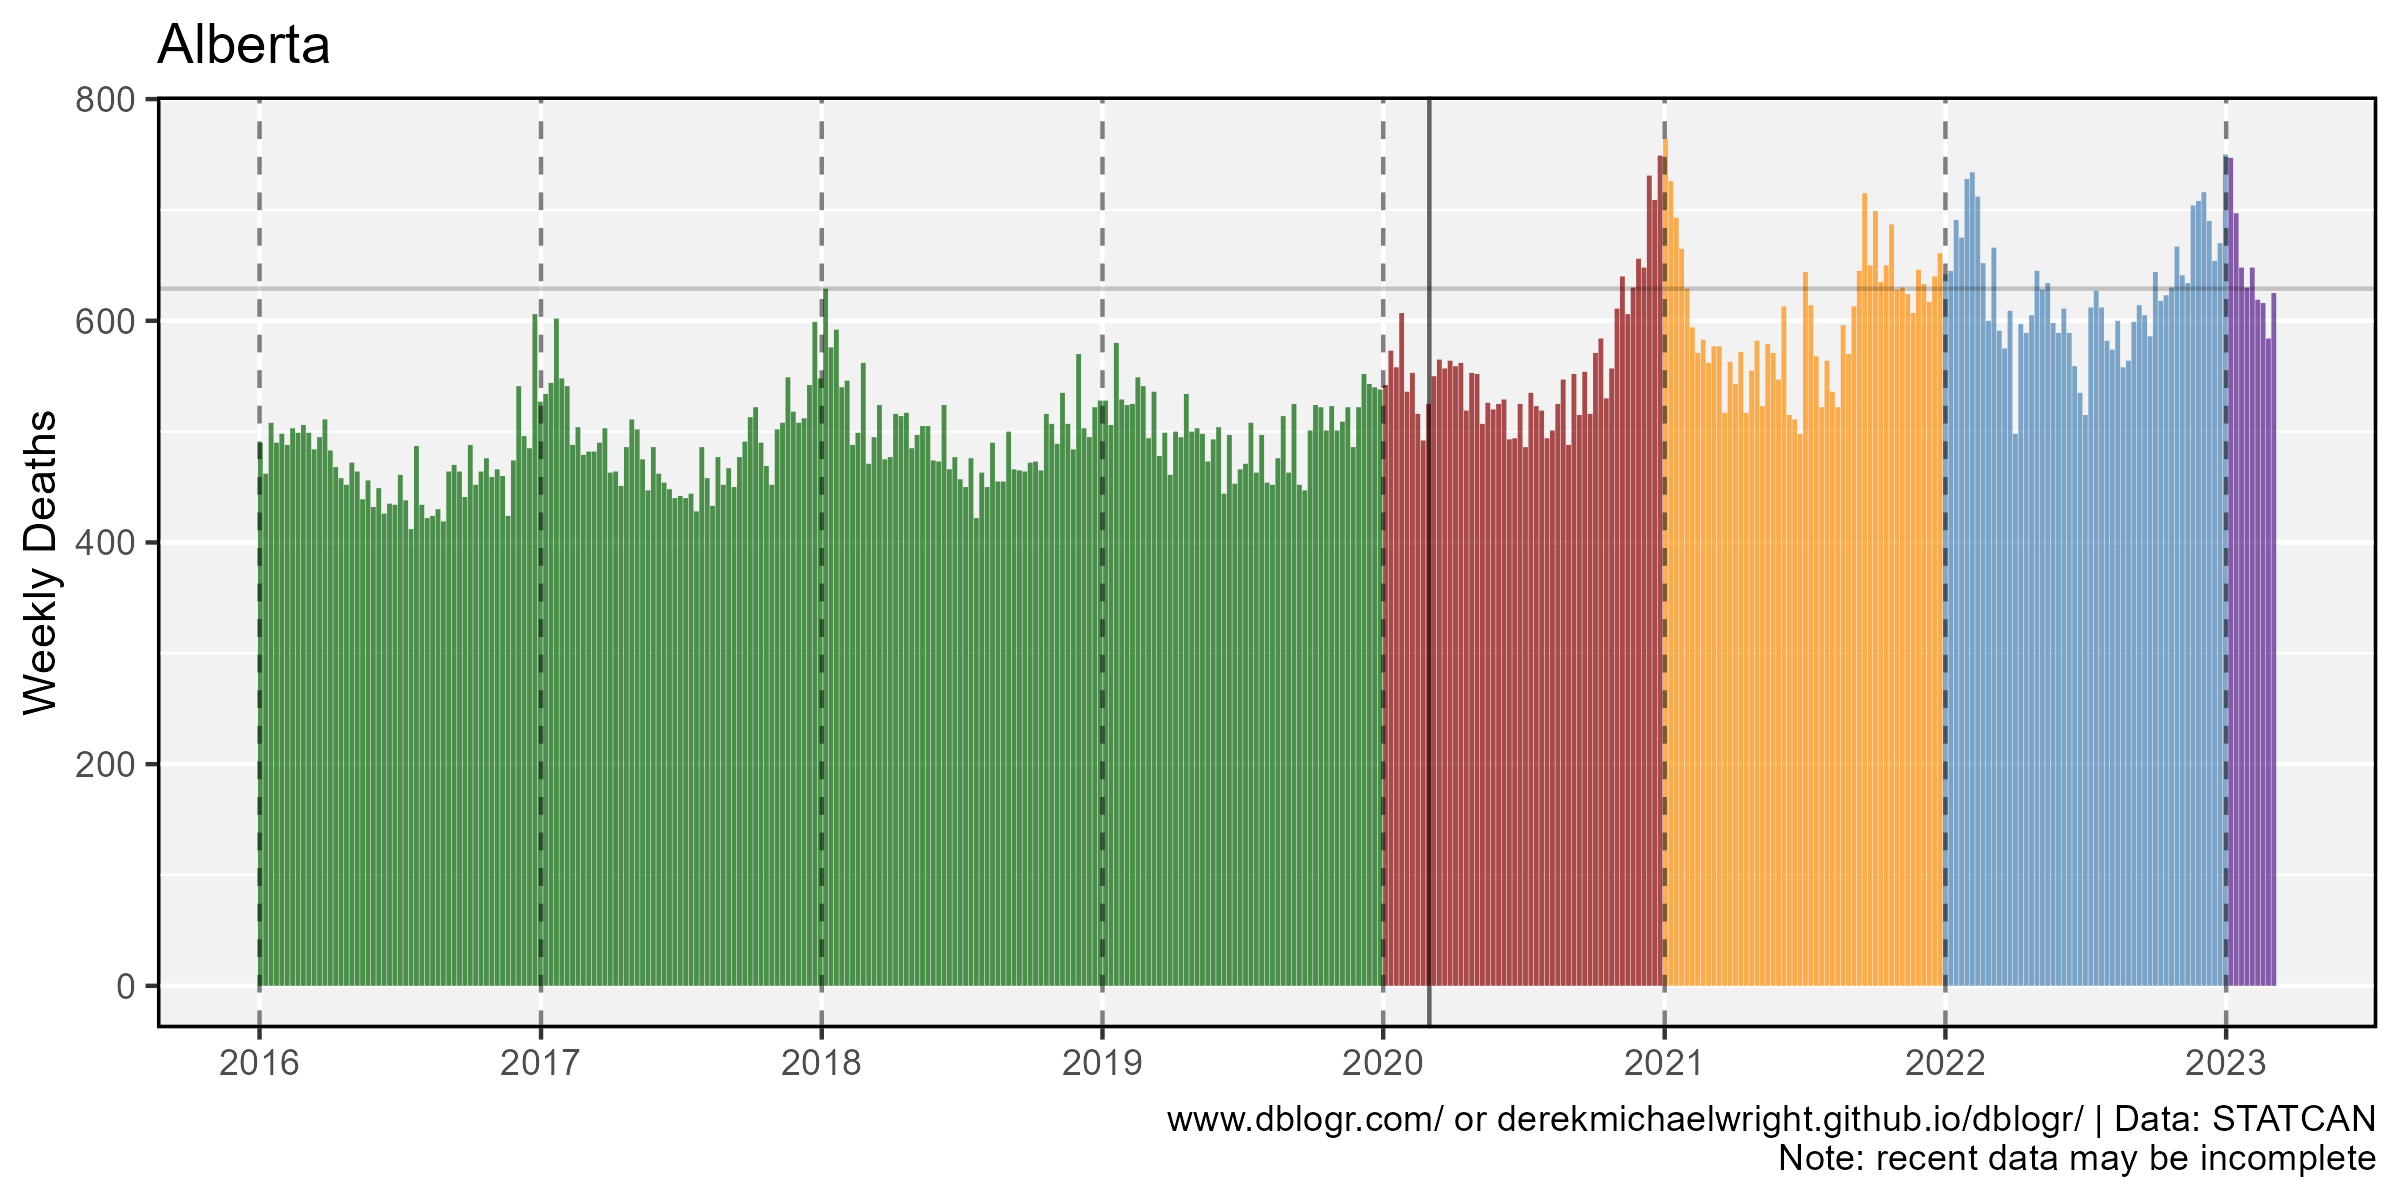 Alberta
Weekly Deaths
800
600
400
200
0
2016 2017 2018 2019 2020 2021 2022 2023
www.dblogr.com/ or derekmichaelwright.github.io/dblogr/ | Data: STATCAN
Note: recent data may be incomplete